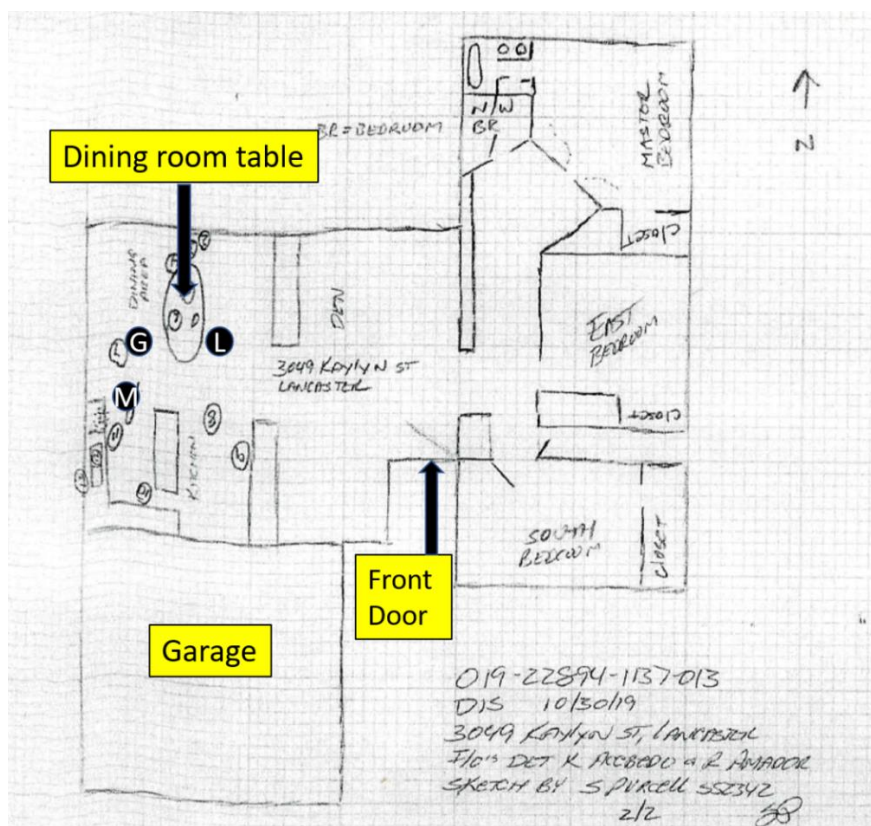 BR = BEDROOM
N/W
BR
MASTOR
BEDROOM
N
Dining room table
CLOSET
DINING
AREA
DEN
EAST
BEDROOM
G
L
3049 KAYLYN ST
LANCASTER
M
CLOSET
KITCHEN
SOUTH
BEDROOM
CLOSET
Front
Door
Garage
019-22894-1137-013
DIS 10/30/19
3049 KAYLYN ST, LANCASTER
I/O's DET K ACEBEDO & R AMADOR
SKETCH BY S PURCELL 552342
2/2